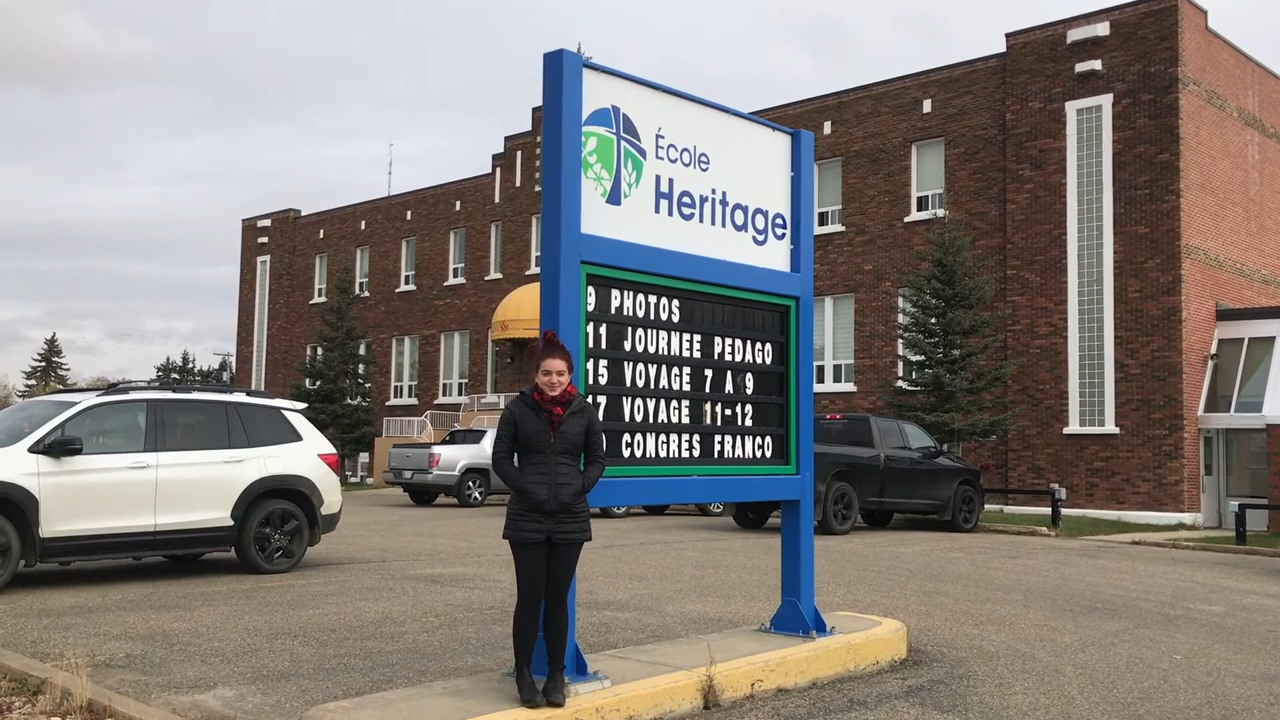 École
Heritage
9 PHOTOS
11 JOURNEE PEDAGO
15 VOYAGE 7 A 9
17 VOYAGE 11-12
CONGRES FRANCO